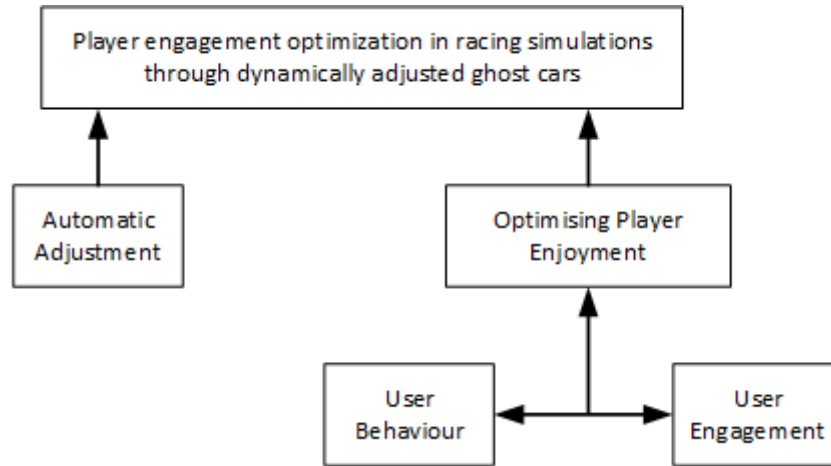 Player engagement optimization in racing simulations
through dynamically adjusted ghost cars
Automatic
Adjustment
Optimising Player
Enjoyment
User
Behaviour
User
Engagement